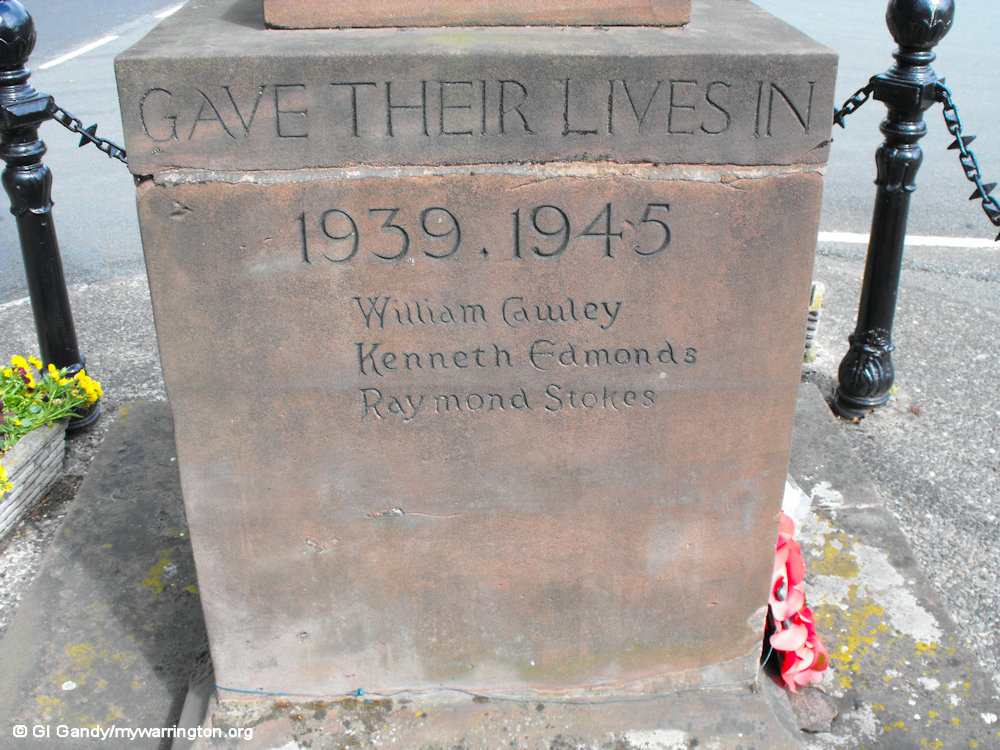 GAVE THEIR LIVES IN
1939.1945
William Cawley
Kenneth Edmonds
Raymond Stokes
© GI Gandy/mywarrington.org